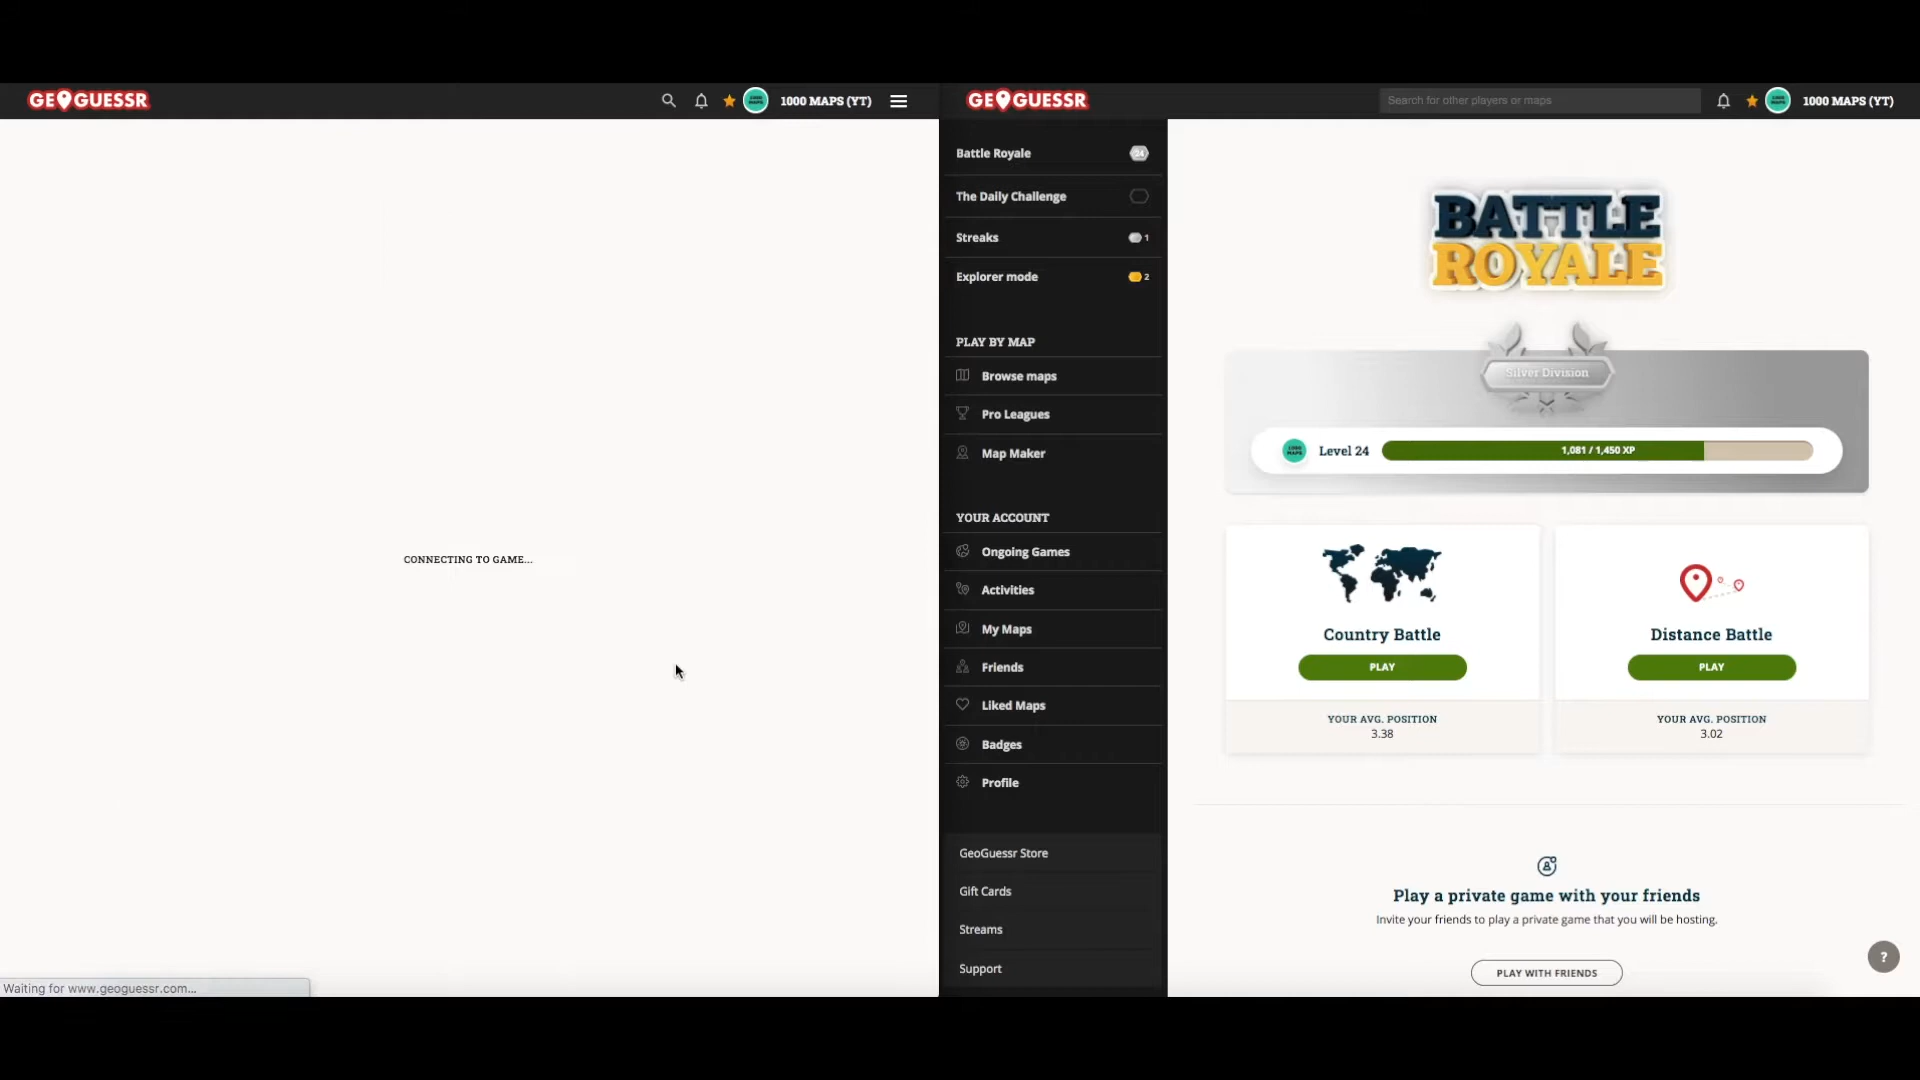 GEOGUESSR
1000 MAPS (YT)
CONNECTING TO GAME...
Waiting for www.geoguessr.com...
GEOGUESSR
Search for other players or maps
1000 MAPS (YT)
Battle Royale
24
The Daily Challenge
Streaks
1
Explorer mode
2
PLAY BY MAP
Browse maps
Pro Leagues
Map Maker
YOUR ACCOUNT
Ongoing Games
Activities
My Maps
Friends
Liked Maps
Badges
Profile
GeoGuessr Store
Gift Cards
Streams
Support
BATTLE
ROYALE
Silver Division
1000
MAPS
Level 24
1,081 / 1,450 XP
Country Battle
PLAY
YOUR AVG. POSITION
3.38
Distance Battle
PLAY
YOUR AVG. POSITION
3.02
Play a private game with your friends
Invite your friends to play a private game that you will be hosting.
PLAY WITH FRIENDS
?